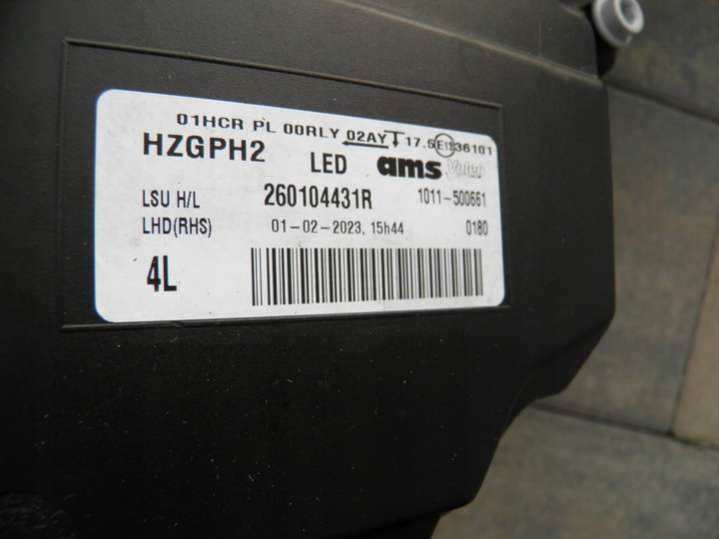 01HCR PL 00RLY 02AY 17.5
HZGPH2 LED ams
LSU H/L 260104431R 1011-500661
LHD(RHS) 01-02-2023, 15h44 0180
4L